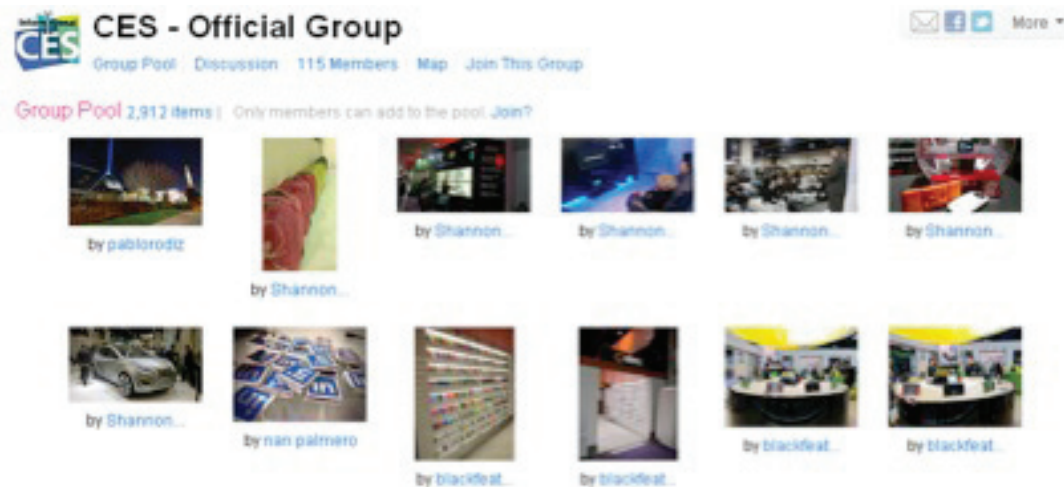 International
CES
CES - Official Group
More
Group Pool Discussion 115 Members Map Join This Group
Group Pool 2,912 items | Only members can add to the pool. Join?
by pablorodiz
by Shannon...
by Shannon...
by Shannon...
by Shannon...
by Shannon...
by Shannon...
by nan palmero
by blackfeat...
by blackfeat...
by blackfeat...
by blackfeat...